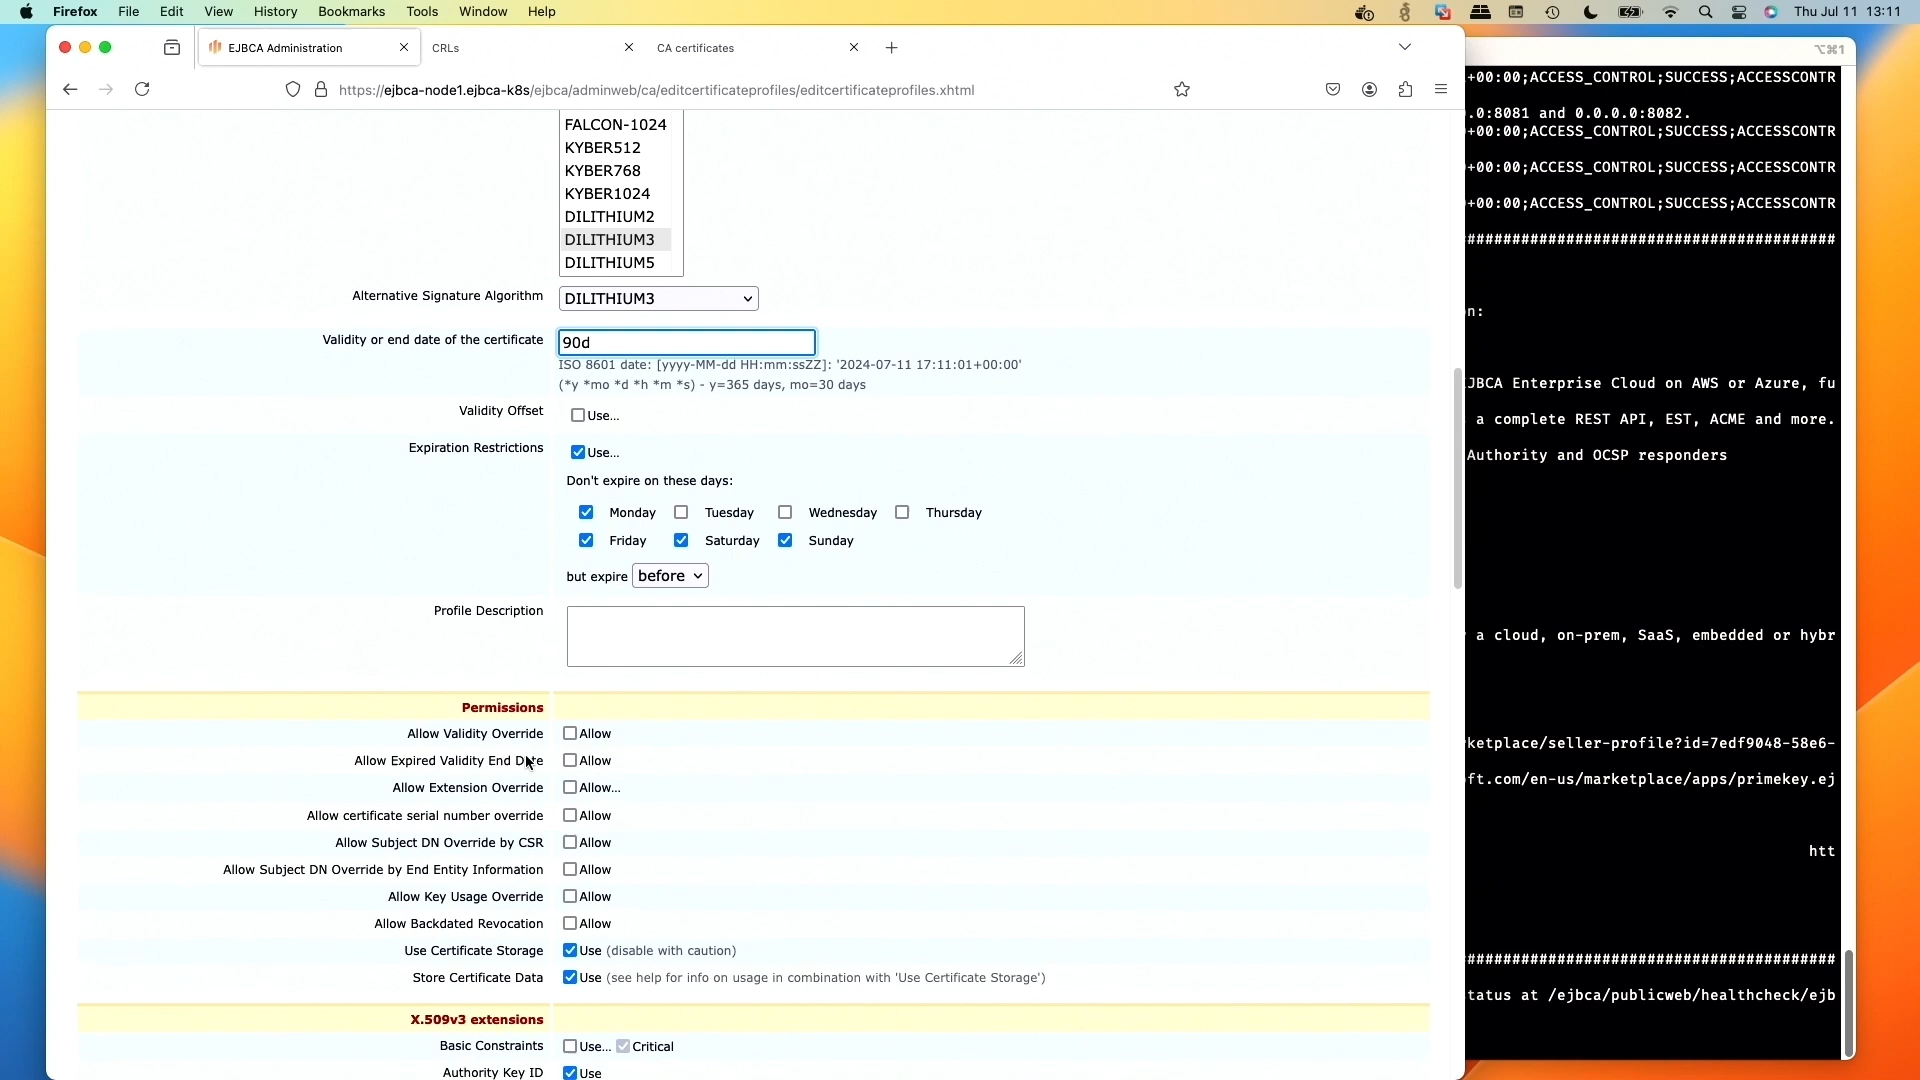 Firefox File Edit View History Bookmarks Tools Window Help Thu Jul 11 13:11
EJBCA Administration CRLs CA certificates
⌥⌘1
https://ejbca-node1.ejbca-k8s/ejbca/adminweb/ca/editcertificateprofiles/editcertificateprofiles.xhtml
FALCON-1024
KYBER512
KYBER768
KYBER1024
DILITHIUM2
DILITHIUM3
DILITHIUM5
Alternative Signature Algorithm DILITHIUM3
Validity or end date of the certificate 90d
ISO 8601 date: [yyyy-MM-dd HH:mm:ssZZ]: '2024-07-11 17:11:01+00:00'
(*y *mo *d *h *m *s) - y=365 days, mo=30 days
Validity Offset Use...
Expiration Restrictions Use...
Don't expire on these days:
Monday Tuesday Wednesday Thursday
Friday Saturday Sunday
but expire before
Profile Description
Permissions
Allow Validity Override Allow
Allow Expired Validity End Date Allow
Allow Extension Override Allow...
Allow certificate serial number override Allow
Allow Subject DN Override by CSR Allow
Allow Subject DN Override by End Entity Information Allow
Allow Key Usage Override Allow
Allow Backdated Revocation Allow
Use Certificate Storage Use (disable with caution)
Store Certificate Data Use (see help for info on usage in combination with 'Use Certificate Storage')
X.509v3 extensions
Basic Constraints Use... Critical
Authority Key ID Use
+00:00;ACCESS_CONTROL;SUCCESS;ACCESSCONTR
.0:8081 and 0.0.0.0:8082.
+00:00;ACCESS_CONTROL;SUCCESS;ACCESSCONTR
+00:00;ACCESS_CONTROL;SUCCESS;ACCESSCONTR
+00:00;ACCESS_CONTROL;SUCCESS;ACCESSCONTR
#########################################
n:
JBCA Enterprise Cloud on AWS or Azure, fu
a complete REST API, EST, ACME and more.
Authority and OCSP responders
a cloud, on-prem, SaaS, embedded or hybr
ketplace/seller-profile?id=7edf9048-58e6-
ft.com/en-us/marketplace/apps/primekey.ej
htt
#########################################
tatus at /ejbca/publicweb/healthcheck/ejb